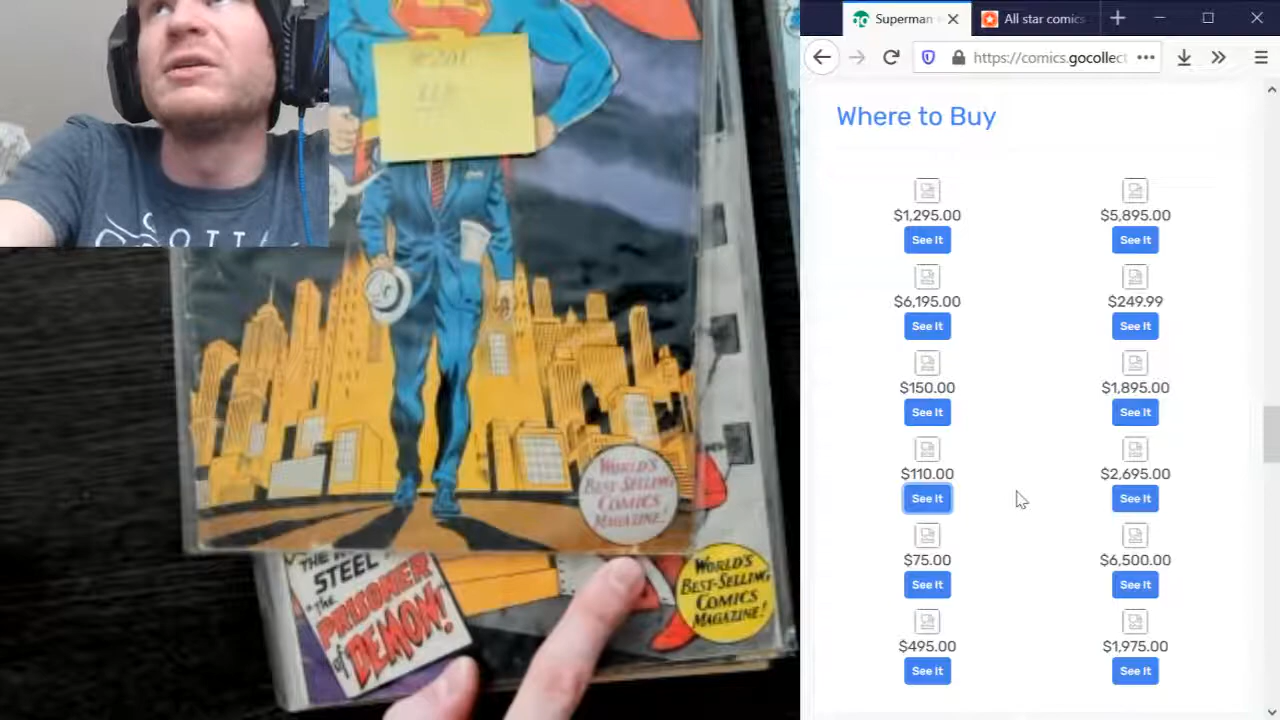 OTTA
#201
WORLD'S
BEST-SELLING
COMICS
MAGAZINE!
STEEL
PRISONER
of DEMON!
WORLD'S
BEST-SELLING
COMICS
MAGAZINE!
Superman
All star comics
https://comics.gocollect
Where to Buy
$1,295.00
See It
$5,895.00
See It
$6,195.00
See It
$249.99
See It
$150.00
See It
$1,895.00
See It
$110.00
See It
$2,695.00
See It
$75.00
See It
$6,500.00
See It
$495.00
See It
$1,975.00
See It